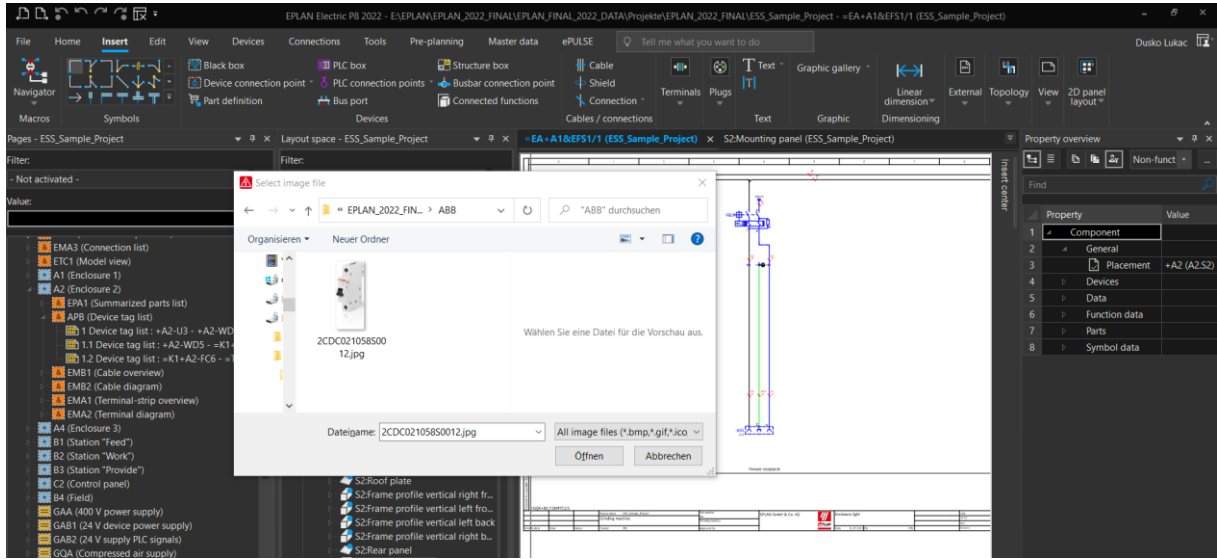 EPLAN Electric P8 2022 - E:\EPLAN\EPLAN_2022_FINAL\EPLAN_FINAL_2022_DATA\Projekte\EPLAN_2022_FINAL\ESS_Sample_Project - =EA+A1&EFS1/1 (ESS_Sample_Project)
File Home Insert Edit View Devices Connections Tools Pre-planning Master data ePULSE Tell me what you want to do Dusko Lukac
Black box PLC box Structure box Cable Text Graphic gallery
Device connection point PLC connection points Busbar connection point Shield
Navigator Part definition Bus port Connected functions Connection Terminals Plugs Linear dimension External Topology View 2D panel layout
Macros Symbols Devices Cables / connections Text Graphic Dimensioning
Pages - ESS_Sample_Project Layout space - ESS_Sample_Project =EA+A1&EFS1/1 (ESS_Sample_Project) S2:Mounting panel (ESS_Sample_Project) Property overview
Filter: Filter:
- Not activated -
Value:
EMA3 (Connection list)
ETC1 (Model view)
A1 (Enclosure 1)
A2 (Enclosure 2)
EPA1 (Summarized parts list)
APB (Device tag list)
1 Device tag list : +A2-U3 - +A2-WD
1.1 Device tag list : +A2-WD5 - =K1+
1.2 Device tag list : =K1+A2-FC6 - =
EMB1 (Cable overview)
EMB2 (Cable diagram)
EMA1 (Terminal-strip overview)
EMA2 (Terminal diagram)
A4 (Enclosure 3)
B1 (Station "Feed")
B2 (Station "Work")
B3 (Station "Provide")
C2 (Control panel)
B4 (Field)
GAA (400 V power supply)
GAB1 (24 V device power supply)
GAB2 (24 V supply PLC signals)
GQA (Compressed air supply)
Select image file
« EPLAN_2022_FIN... > ABB "ABB" durchsuchen
Organisieren Neuer Ordner
2CDC021058S00
12.jpg
Wählen Sie eine Datei für die Vorschau aus.
Dateiname: 2CDC021058S0012.jpg All image files (*.bmp,*.gif,*.ico,
Öffnen Abbrechen
S2:Roof plate
S2:Frame profile vertical right fr...
S2:Frame profile vertical left fro...
S2:Frame profile vertical left back
S2:Frame profile vertical right b...
S2:Rear panel
Insert center
Non-funct
Find
Property Value
1 Component
2 General
3 Placement +A2 (A2.S2)
4 Devices
5 Data
6 Function data
7 Parts
8 Symbol data